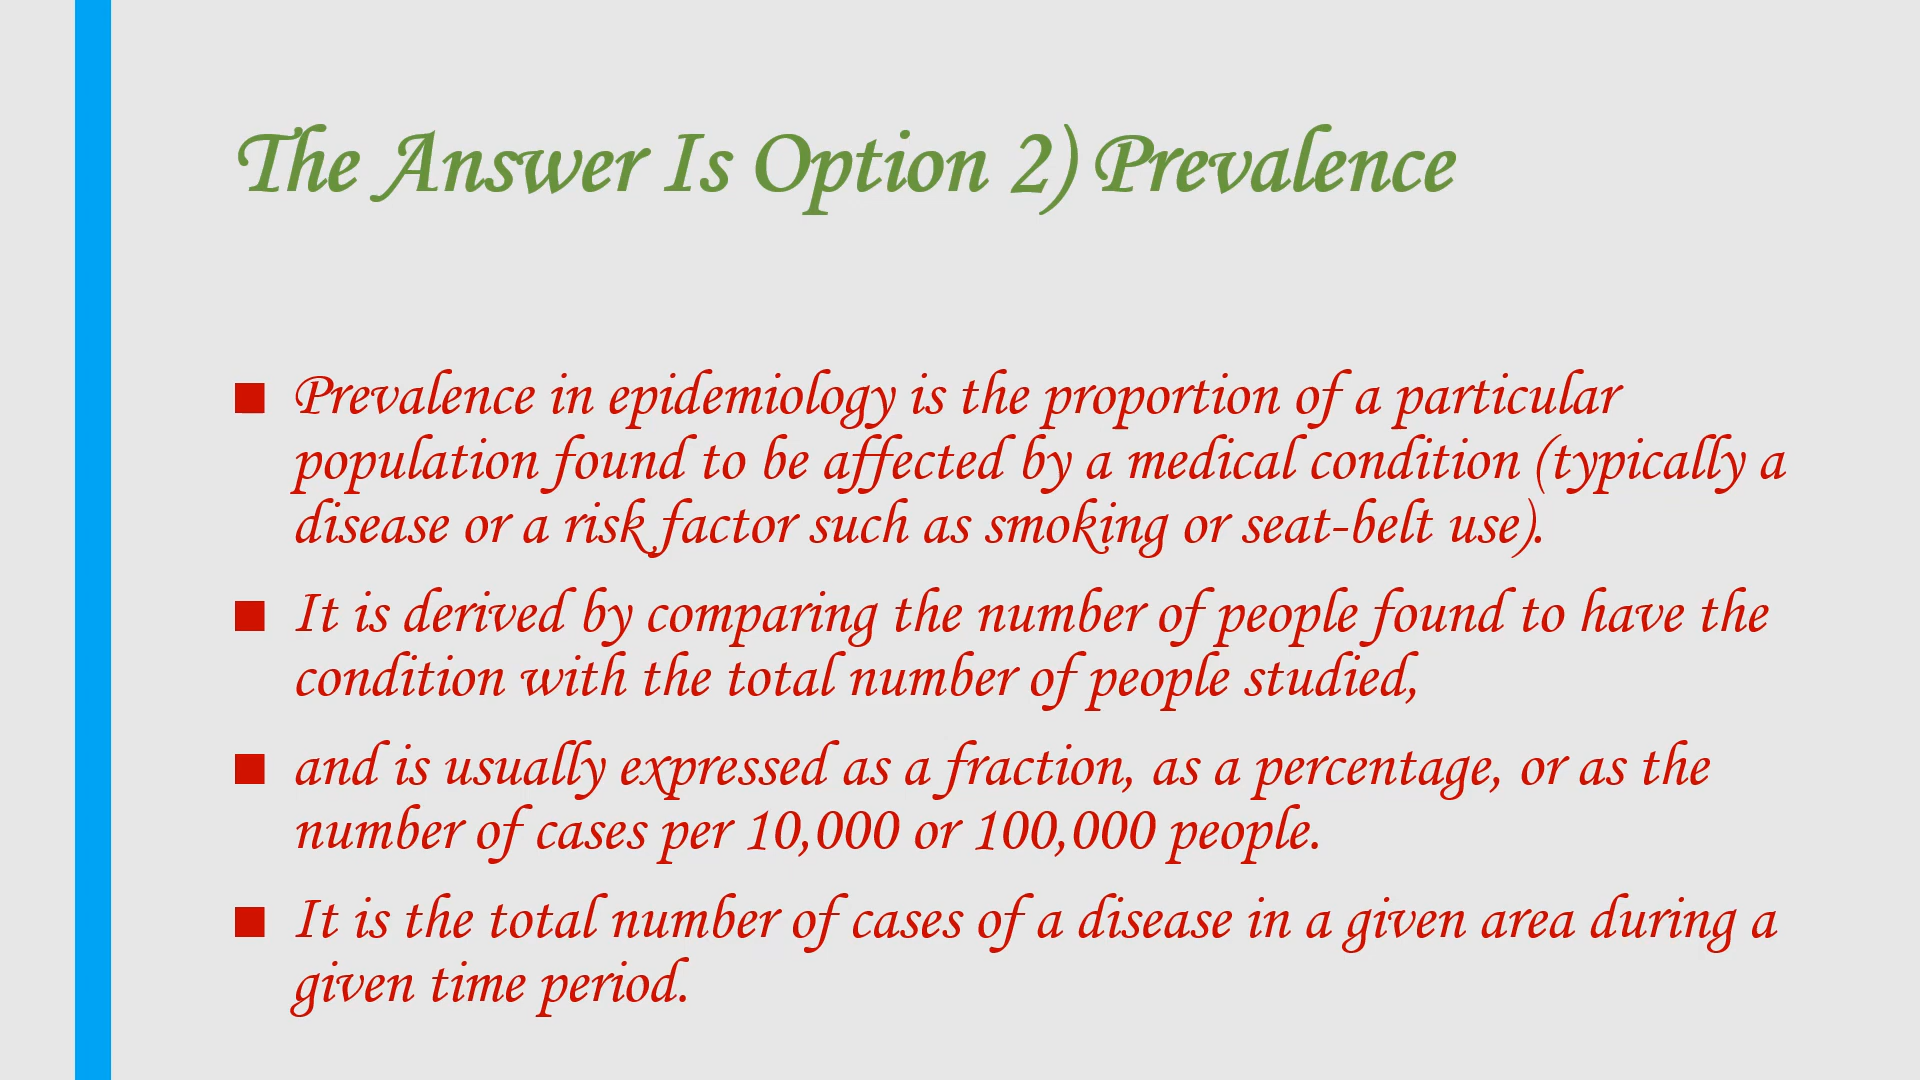 The Answer Is Option 2) Prevalence
■ Prevalence in epidemiology is the proportion of a particular
population found to be affected by a medical condition (typically a
disease or a risk factor such as smoking or seat-belt use).
■ It is derived by comparing the number of people found to have the
condition with the total number of people studied,
■ and is usually expressed as a fraction, as a percentage, or as the
number of cases per 10,000 or 100,000 people.
■ It is the total number of cases of a disease in a given area during a
given time period.